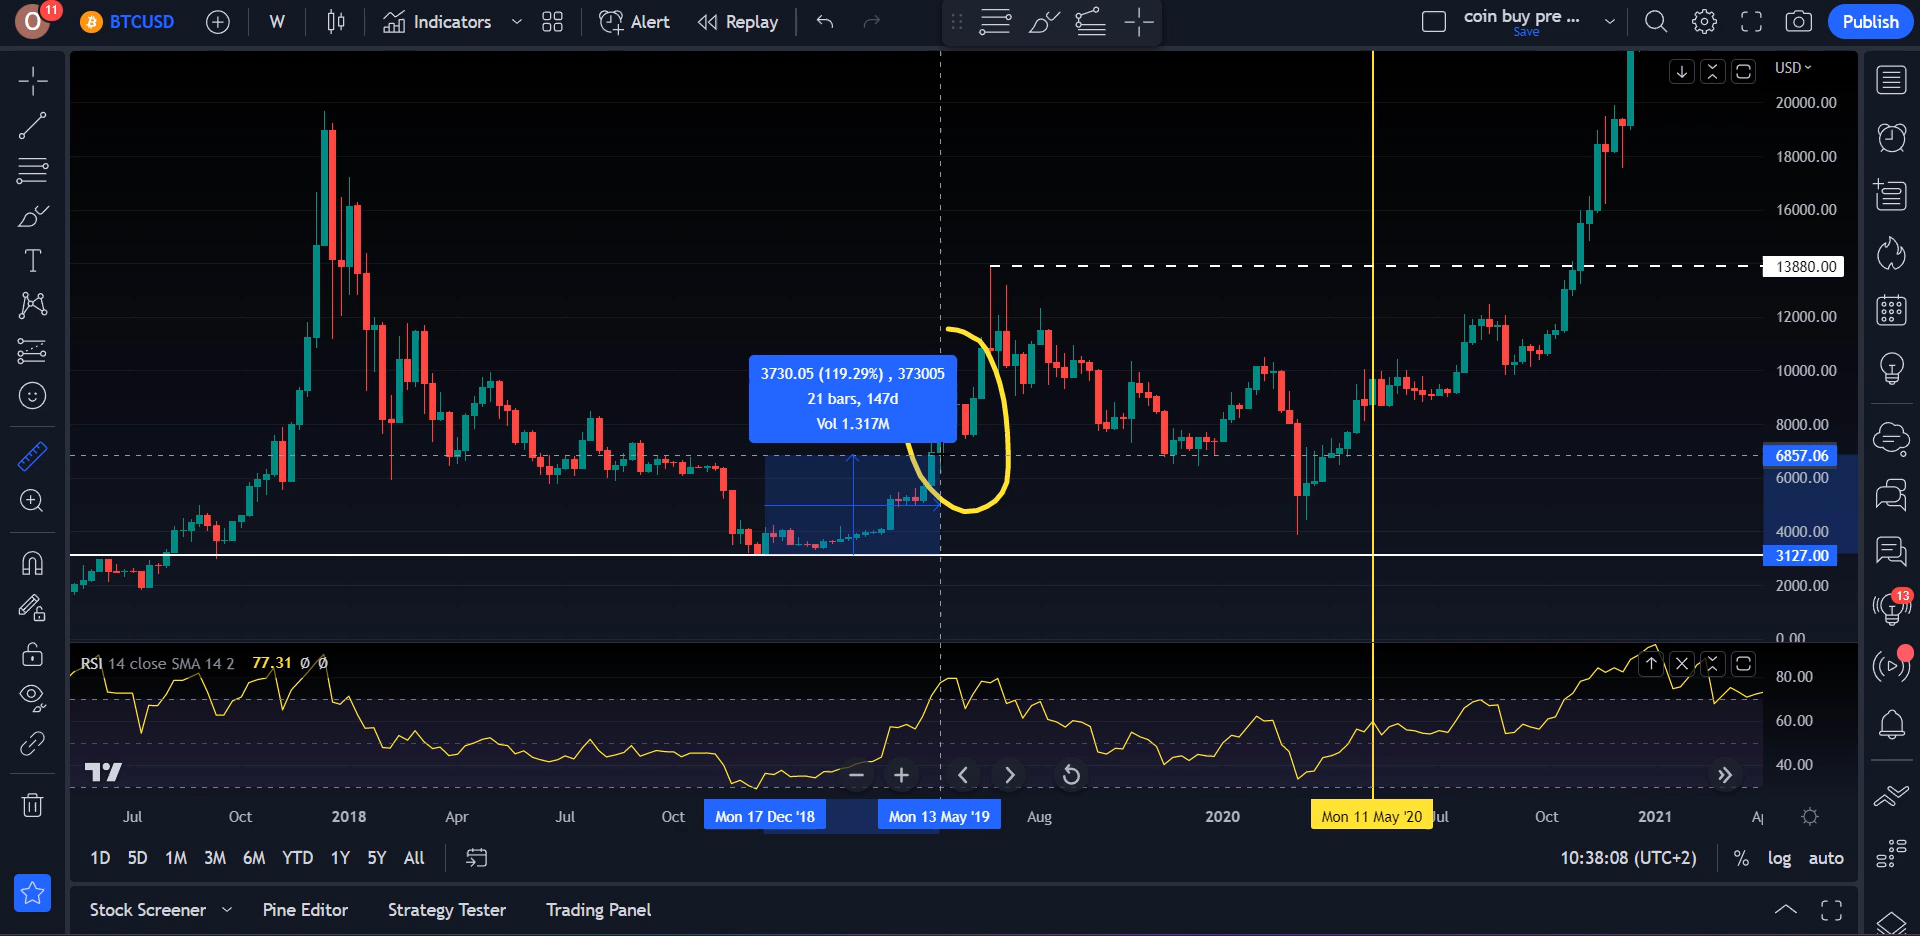 O 11 BTCUSD W Indicators Alert Replay coin buy pre ... Save Publish
USD
20000.00
18000.00
16000.00
13880.00
12000.00
10000.00
8000.00
6857.06
6000.00
4000.00
3127.00
2000.00
0.00
3730.05 (119.29%) , 373005
21 bars, 147d
Vol 1.317M
13
RSI 14 close SMA 14 2 77.31 Ø Ø
80.00
60.00
40.00
Jul Oct 2018 Apr Jul Oct Mon 17 Dec '18 Mon 13 May '19 Aug 2020 Mon 11 May '20 Jul Oct 2021
1D 5D 1M 3M 6M YTD 1Y 5Y All 10:38:08 (UTC+2) % log auto
Stock Screener Pine Editor Strategy Tester Trading Panel